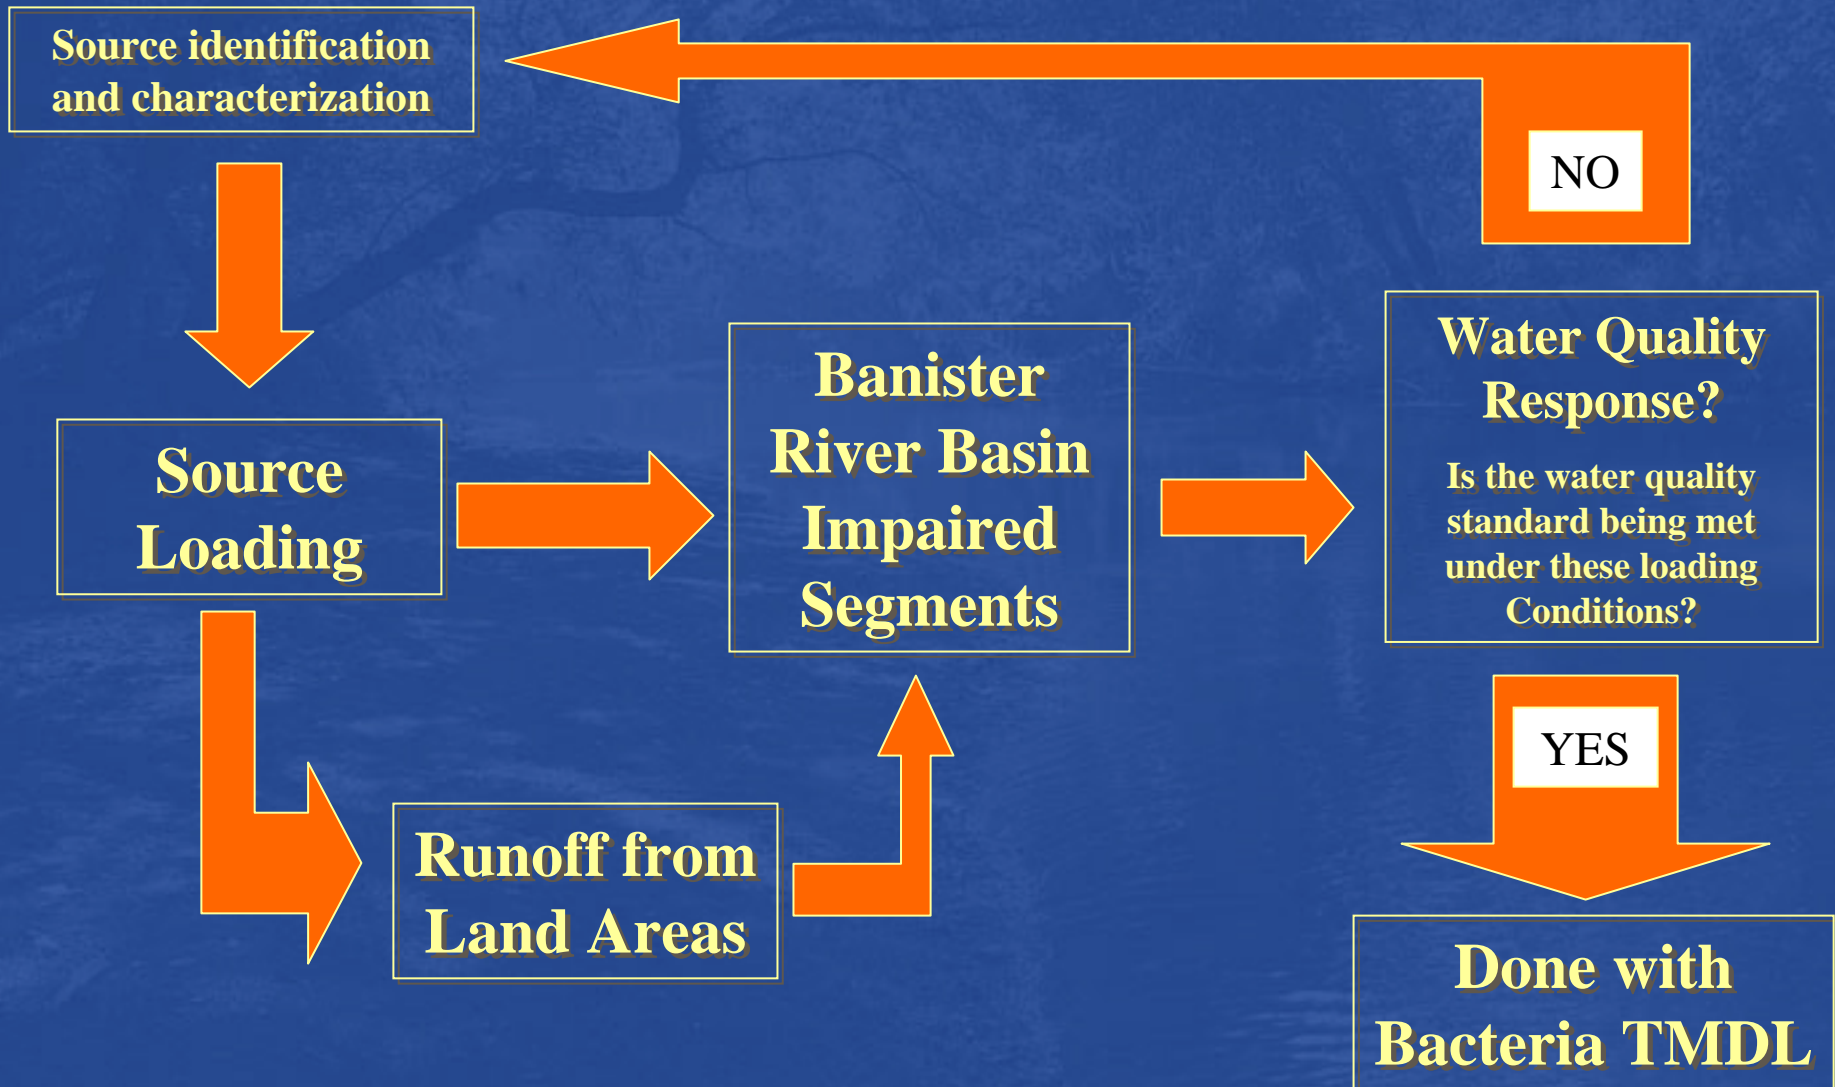 Source identification
and characterization
NO
Water Quality
Response?
Is the water quality
standard being met
under these loading
Conditions?
Banister
River Basin
Impaired
Segments
Source
Loading
YES
Runoff from
Land Areas
Done with
Bacteria TMDL